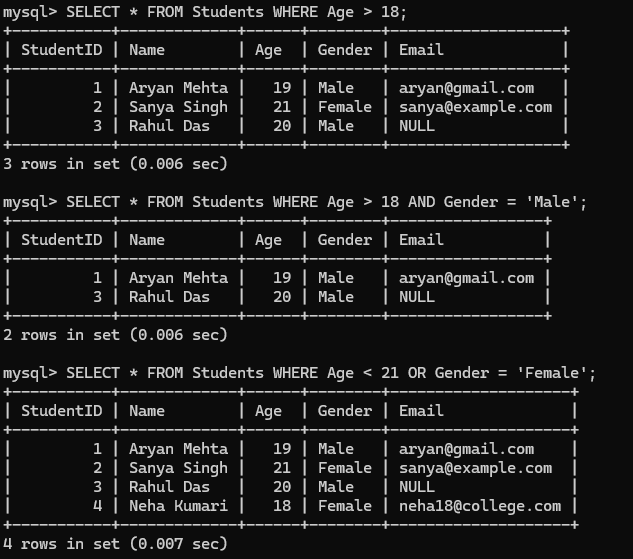 mysql> SELECT * FROM Students WHERE Age > 18;
+-----------+-------------+------+--------+-------------------+
| StudentID | Name        | Age  | Gender | Email             |
+-----------+-------------+------+--------+-------------------+
|         1 | Aryan Mehta |   19 | Male   | aryan@gmail.com   |
|         2 | Sanya Singh |   21 | Female | sanya@example.com |
|         3 | Rahul Das   |   20 | Male   | NULL              |
+-----------+-------------+------+--------+-------------------+
3 rows in set (0.006 sec)

mysql> SELECT * FROM Students WHERE Age > 18 AND Gender = 'Male';
+-----------+-------------+------+--------+-----------------+
| StudentID | Name        | Age  | Gender | Email           |
+-----------+-------------+------+--------+-----------------+
|         1 | Aryan Mehta |   19 | Male   | aryan@gmail.com |
|         3 | Rahul Das   |   20 | Male   | NULL            |
+-----------+-------------+------+--------+-----------------+
2 rows in set (0.006 sec)

mysql> SELECT * FROM Students WHERE Age < 21 OR Gender = 'Female';
+-----------+-------------+------+--------+--------------------+
| StudentID | Name        | Age  | Gender | Email              |
+-----------+-------------+------+--------+--------------------+
|         1 | Aryan Mehta |   19 | Male   | aryan@gmail.com    |
|         2 | Sanya Singh |   21 | Female | sanya@example.com  |
|         3 | Rahul Das   |   20 | Male   | NULL               |
|         4 | Neha Kumari |   18 | Female | neha18@college.com |
+-----------+-------------+------+--------+--------------------+
4 rows in set (0.007 sec)